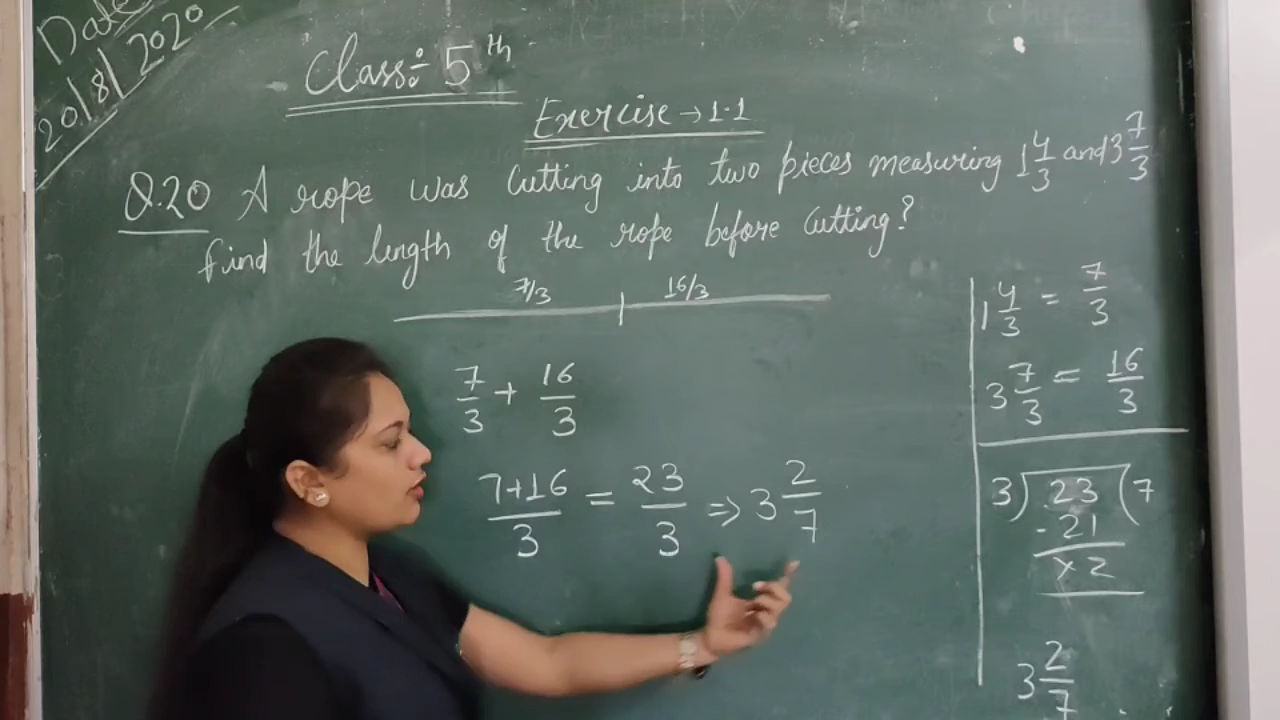 Date
20/8/2020
Class:- 5th
Exercise → 1.1
Q.20 A rope was Cutting into two pieces measuring 1 4/3 and 3 7/3
find the length of the rope before cutting?
7/3 16/3
7/3 + 16/3
7+16/3 = 23/3 => 3 2/7
1 4/3 = 7/3
3 7/3 = 16/3
3) 23 (7
-21
x2
3 2/7